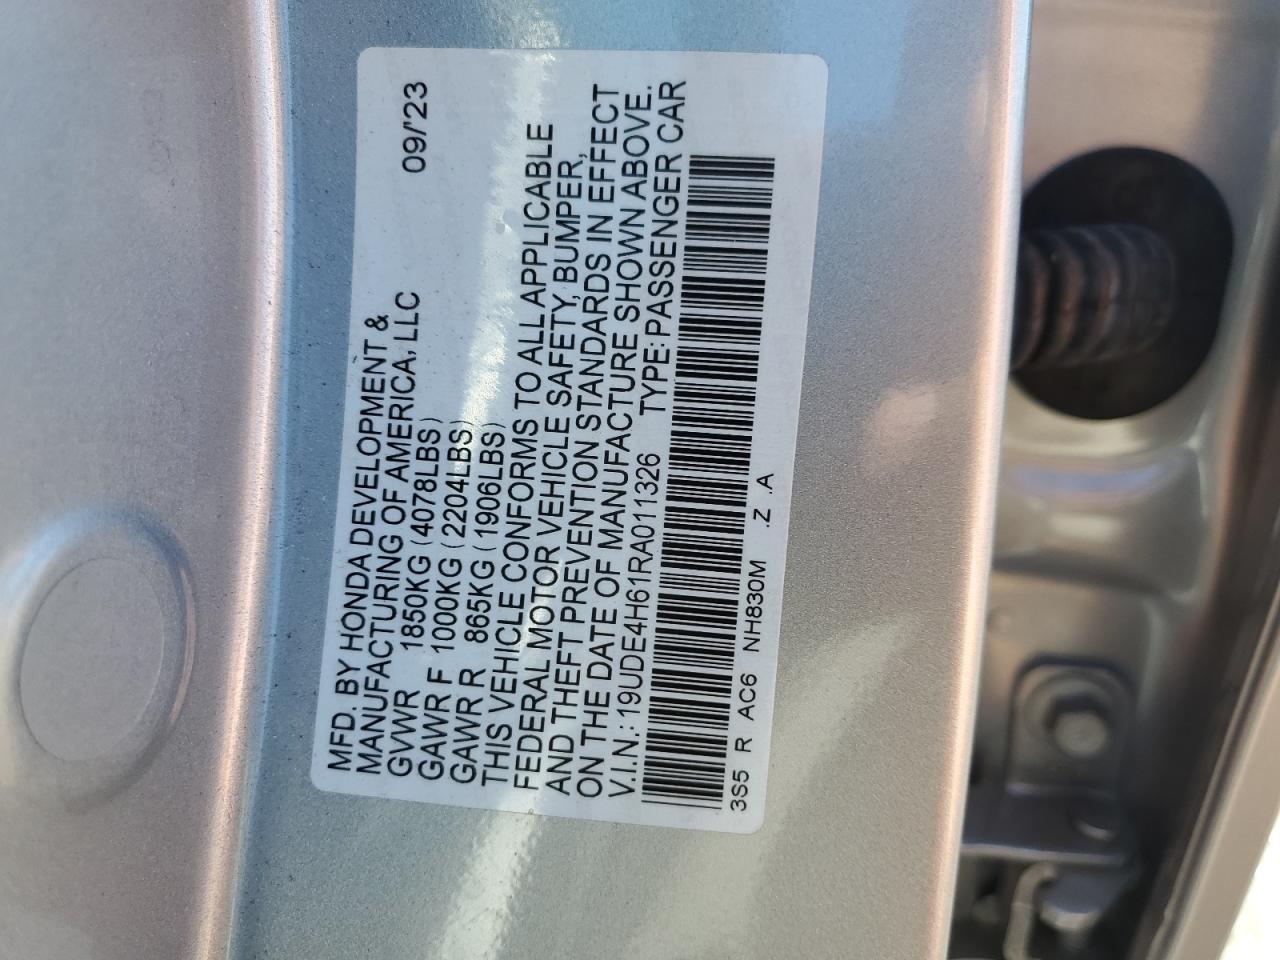 MFD. BY HONDA DEVELOPMENT &
MANUFACTURING OF AMERICA, LLC 09/'23
GVWR 1850KG (4078LBS)
GAWR F 1000KG (2204LBS)
GAWR R 865KG (1906LBS)
THIS VEHICLE CONFORMS TO ALL APPLICABLE
FEDERAL MOTOR VEHICLE SAFETY, BUMPER,
AND THEFT PREVENTION STANDARDS IN EFFECT
ON THE DATE OF MANUFACTURE SHOWN ABOVE.
V.I.N.: 19UDE4H61RA011326 TYPE: PASSENGER CAR
3S5 R AC6 NH830M .Z .A